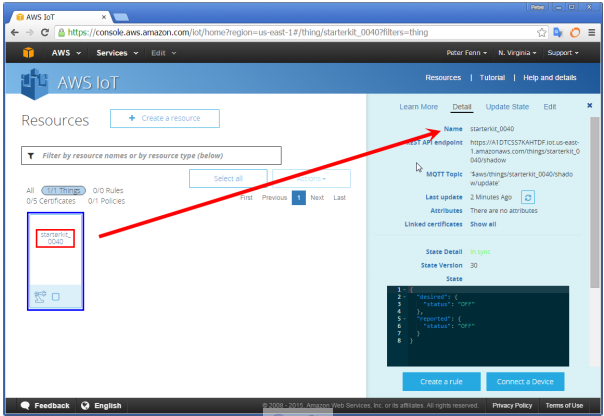 Peter
AWS IoT
https://console.aws.amazon.com/iot/home?region=us-east-1#/thing/starterkit_0040?filters=thing
AWS Services Edit Peter Fenn N. Virginia Support
AWS IoT
Resources | Tutorial | Help and details
Resources
+ Create a resource
Filter by resource names or by resource type (below)
Select all
All 1/1 Things 0/0 Rules
0/5 Certificates 0/1 Policies
First Previous 1 Next Last
starterkit_
0040
Learn More Detail Update State Edit
Name starterkit_0040
REST API endpoint https://A1DTCSS7KAHTDF.iot.us-east-
1.amazonaws.com/things/starterkit_0
040/shadow
MQTT Topic '$aws/things/starterkit_0040/shado
w/update'
Last update 2 Minutes Ago
Attributes There are no attributes
Linked certificates Show all
State Detail In sync
State Version 30
State
1 {
2 "desired": {
3 "status": "OFF"
4 },
5 "reported": {
6 "status": "OFF"
7 }
8 }
Create a rule Connect a Device
Feedback English
© 2008 - 2015, Amazon Web Services, Inc. or its affiliates. All rights reserved. Privacy Policy Terms of Use